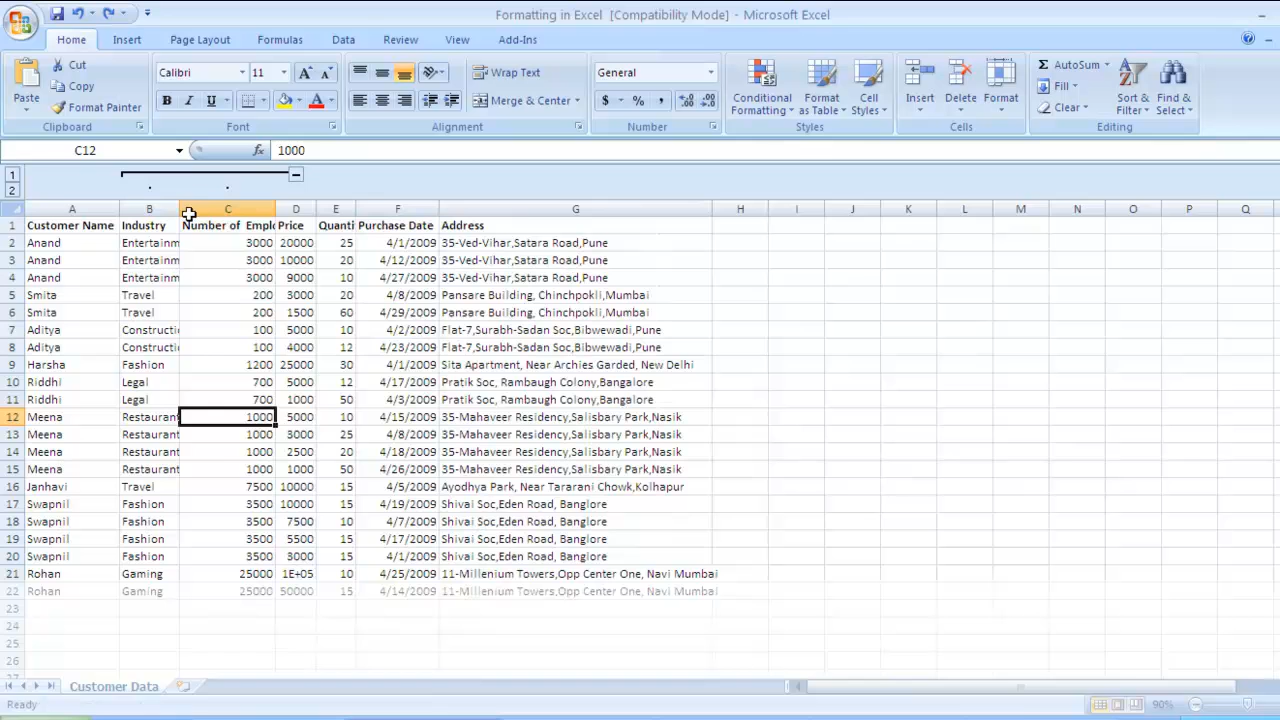 Formatting in Excel [Compatibility Mode] - Microsoft Excel
Home Insert Page Layout Formulas Data Review View Add-Ins
Cut Calibri 11 Wrap Text General AutoSum
Copy Fill
Paste Format Painter B I U Merge & Center $ % , Conditional Formatting Format as Table Cell Styles Insert Delete Format Clear Sort & Filter Find & Select
Clipboard Font Alignment Number Styles Cells Editing
C12 fx 1000
1
2
A B C D E F G H I J K L M N O P Q
1 Customer Name Industry Number of Emplo Price Quanti Purchase Date Address
2 Anand Entertainm 3000 20000 25 4/1/2009 35-Ved-Vihar,Satara Road,Pune
3 Anand Entertainm 3000 10000 20 4/12/2009 35-Ved-Vihar,Satara Road,Pune
4 Anand Entertainm 3000 9000 10 4/27/2009 35-Ved-Vihar,Satara Road,Pune
5 Smita Travel 200 3000 20 4/8/2009 Pansare Building, Chinchpokli,Mumbai
6 Smita Travel 200 1500 60 4/29/2009 Pansare Building, Chinchpokli,Mumbai
7 Aditya Constructi 100 5000 10 4/2/2009 Flat-7,Surabh-Sadan Soc,Bibwewadi,Pune
8 Aditya Constructi 100 4000 12 4/23/2009 Flat-7,Surabh-Sadan Soc,Bibwewadi,Pune
9 Harsha Fashion 1200 25000 30 4/1/2009 Sita Apartment, Near Archies Garded, New Delhi
10 Riddhi Legal 700 5000 12 4/17/2009 Pratik Soc, Rambaugh Colony,Bangalore
11 Riddhi Legal 700 1000 50 4/3/2009 Pratik Soc, Rambaugh Colony,Bangalore
12 Meena Restaurant 1000 5000 10 4/15/2009 35-Mahaveer Residency,Salisbary Park,Nasik
13 Meena Restaurant 1000 3000 25 4/8/2009 35-Mahaveer Residency,Salisbary Park,Nasik
14 Meena Restaurant 1000 2500 20 4/18/2009 35-Mahaveer Residency,Salisbary Park,Nasik
15 Meena Restaurant 1000 1000 50 4/26/2009 35-Mahaveer Residency,Salisbary Park,Nasik
16 Janhavi Travel 7500 10000 15 4/5/2009 Ayodhya Park, Near Tararani Chowk,Kolhapur
17 Swapnil Fashion 3500 10000 15 4/19/2009 Shivai Soc,Eden Road, Banglore
18 Swapnil Fashion 3500 7500 10 4/7/2009 Shivai Soc,Eden Road, Banglore
19 Swapnil Fashion 3500 5500 15 4/17/2009 Shivai Soc,Eden Road, Banglore
20 Swapnil Fashion 3500 3000 15 4/1/2009 Shivai Soc,Eden Road, Banglore
21 Rohan Gaming 25000 1E+05 10 4/25/2009 11-Millenium Towers,Opp Center One, Navi Mumbai
22 Rohan Gaming 25000 50000 15 4/14/2009 11-Millenium Towers,Opp Center One, Navi Mumbai
23
24
25
26
Customer Data
Ready 90%